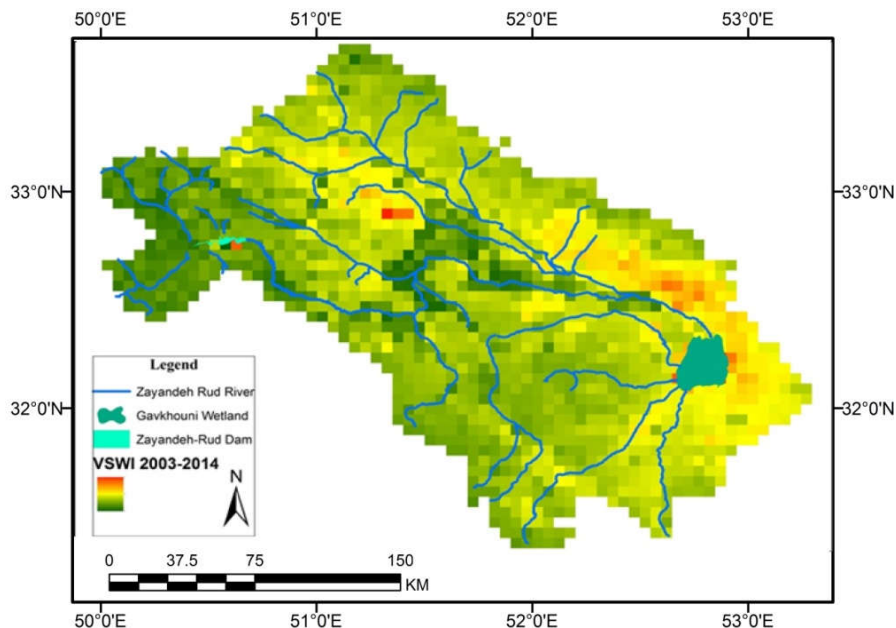 50°0'E 51°0'E 52°0'E 53°0'E
33°0'N 33°0'N
32°0'N 32°0'N
Legend
Zayandeh Rud River
Gavkhouni Wetland
Zayandeh-Rud Dam
VSWI 2003-2014
N
0 37.5 75 150
KM
50°0'E 51°0'E 52°0'E 53°0'E